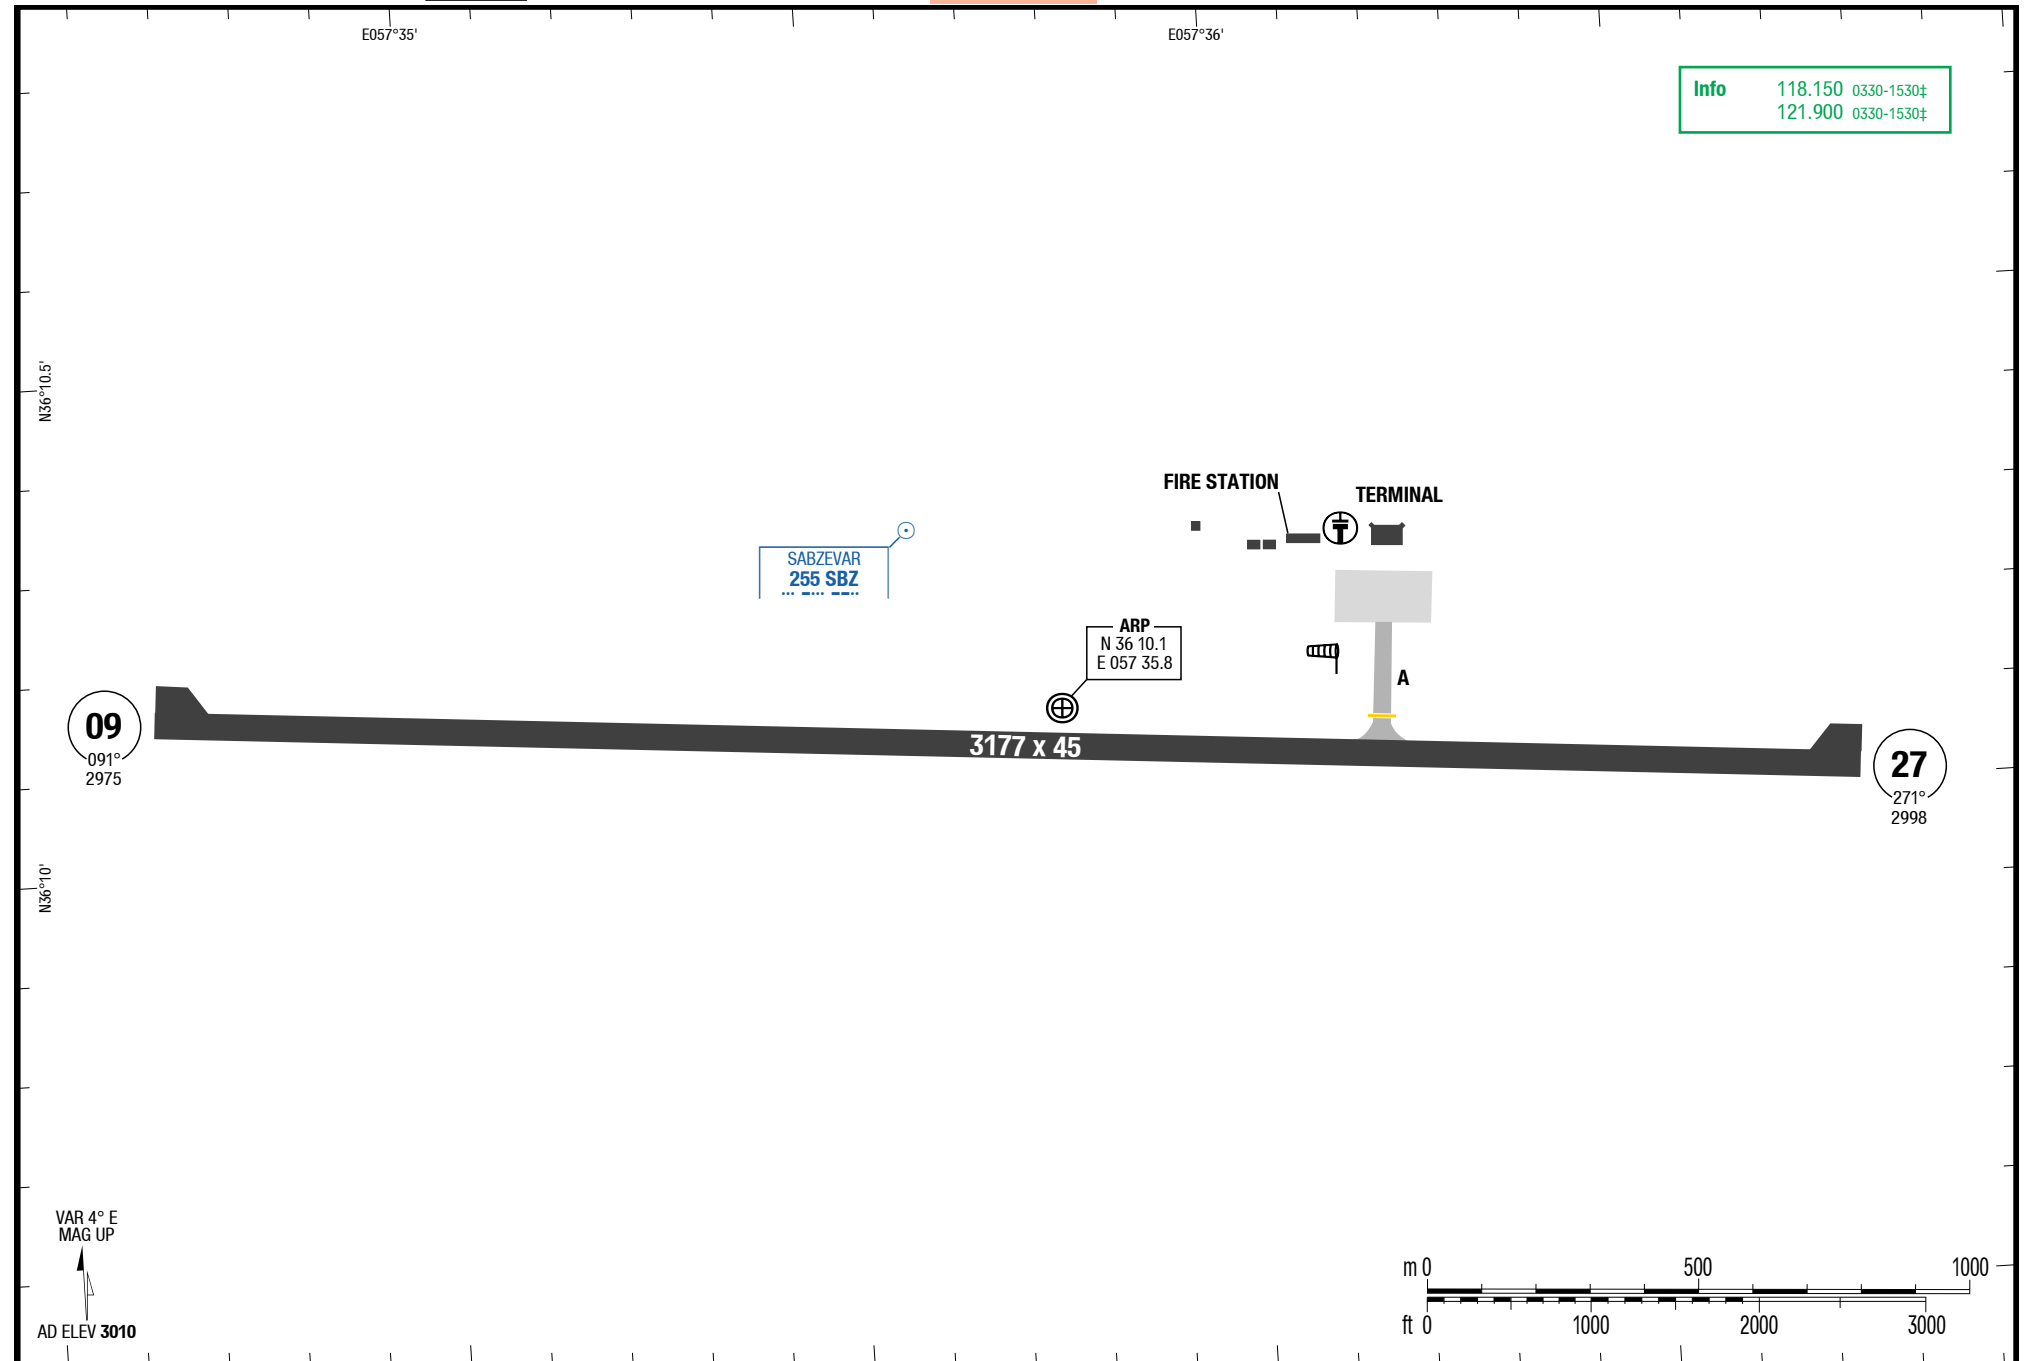 E057°35'
E057°36'
Info 118.150 0330-1530‡
121.900 0330-1530‡
N36°10.5'
FIRE STATION
TERMINAL
SABZEVAR
255 SBZ
ARP
N 36 10.1
E 057 35.8
A
09
091°
2975
3177 x 45
27
271°
2998
N36°10'
VAR 4° E
MAG UP
AD ELEV 3010
m 0 500 1000
ft 0 1000 2000 3000